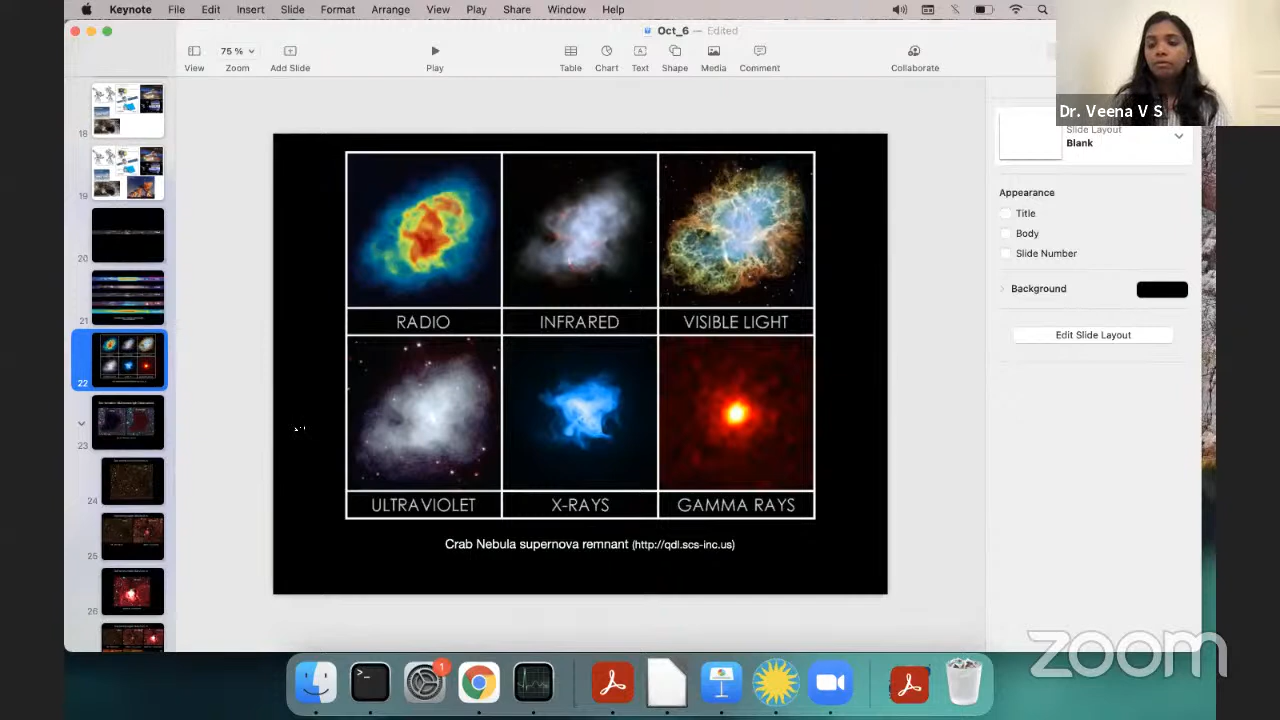 Keynote File Edit Insert Slide Format Arrange View Play Share Window Help
Oct_6 — Edited
75 %
View Zoom Add Slide Play Table Chart Text Shape Media Comment Collaborate
Dr. Veena V S
Slide Layout
Blank
Appearance
Title
Body
Slide Number
Background
Edit Slide Layout
18
19
20
21
22
23
24
25
26
RADIO INFRARED VISIBLE LIGHT
ULTRAVIOLET X-RAYS GAMMA RAYS
Crab Nebula supernova remnant (http://qdl.scs-inc.us)
1
zoom